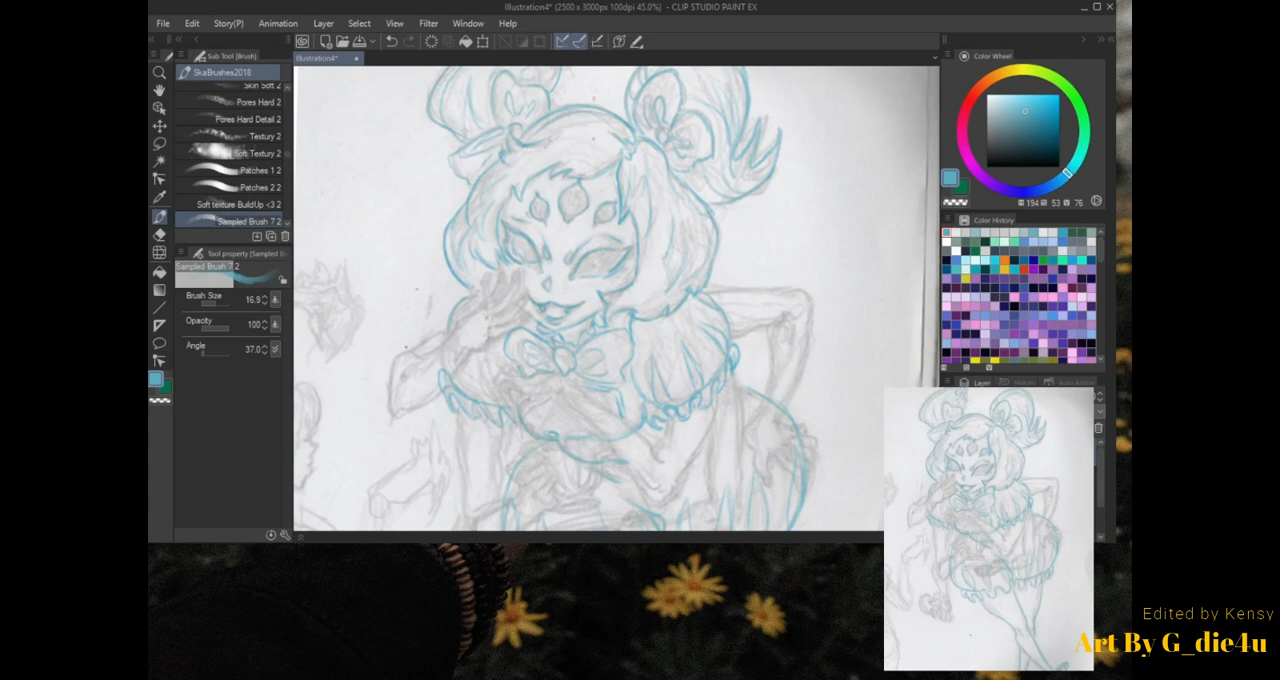 Illustration4* (2500 x 3000px 100dpi 45.0%) - CLIP STUDIO PAINT EX
File Edit Story(P) Animation Layer Select View Filter Window Help
Sub Tool [Brush]
Illustration4*
Color Wheel
SkaBrushes2018
Skin Soft 2
Pores Hard 2
Pores Hard Detail 2
Textury 2
Soft Textury 2
Patches 1 2
Patches 2 2
Soft texture BuildUp <3 2
Sampled Brush 7 2
194 53 76
Color History
Tool property [Sampled B
Sampled Brush 7 2
Brush Size 16.9
Opacity 100
Angle 37.0
Layer History Auto Action
Edited by Kensy
Art By G_die4u